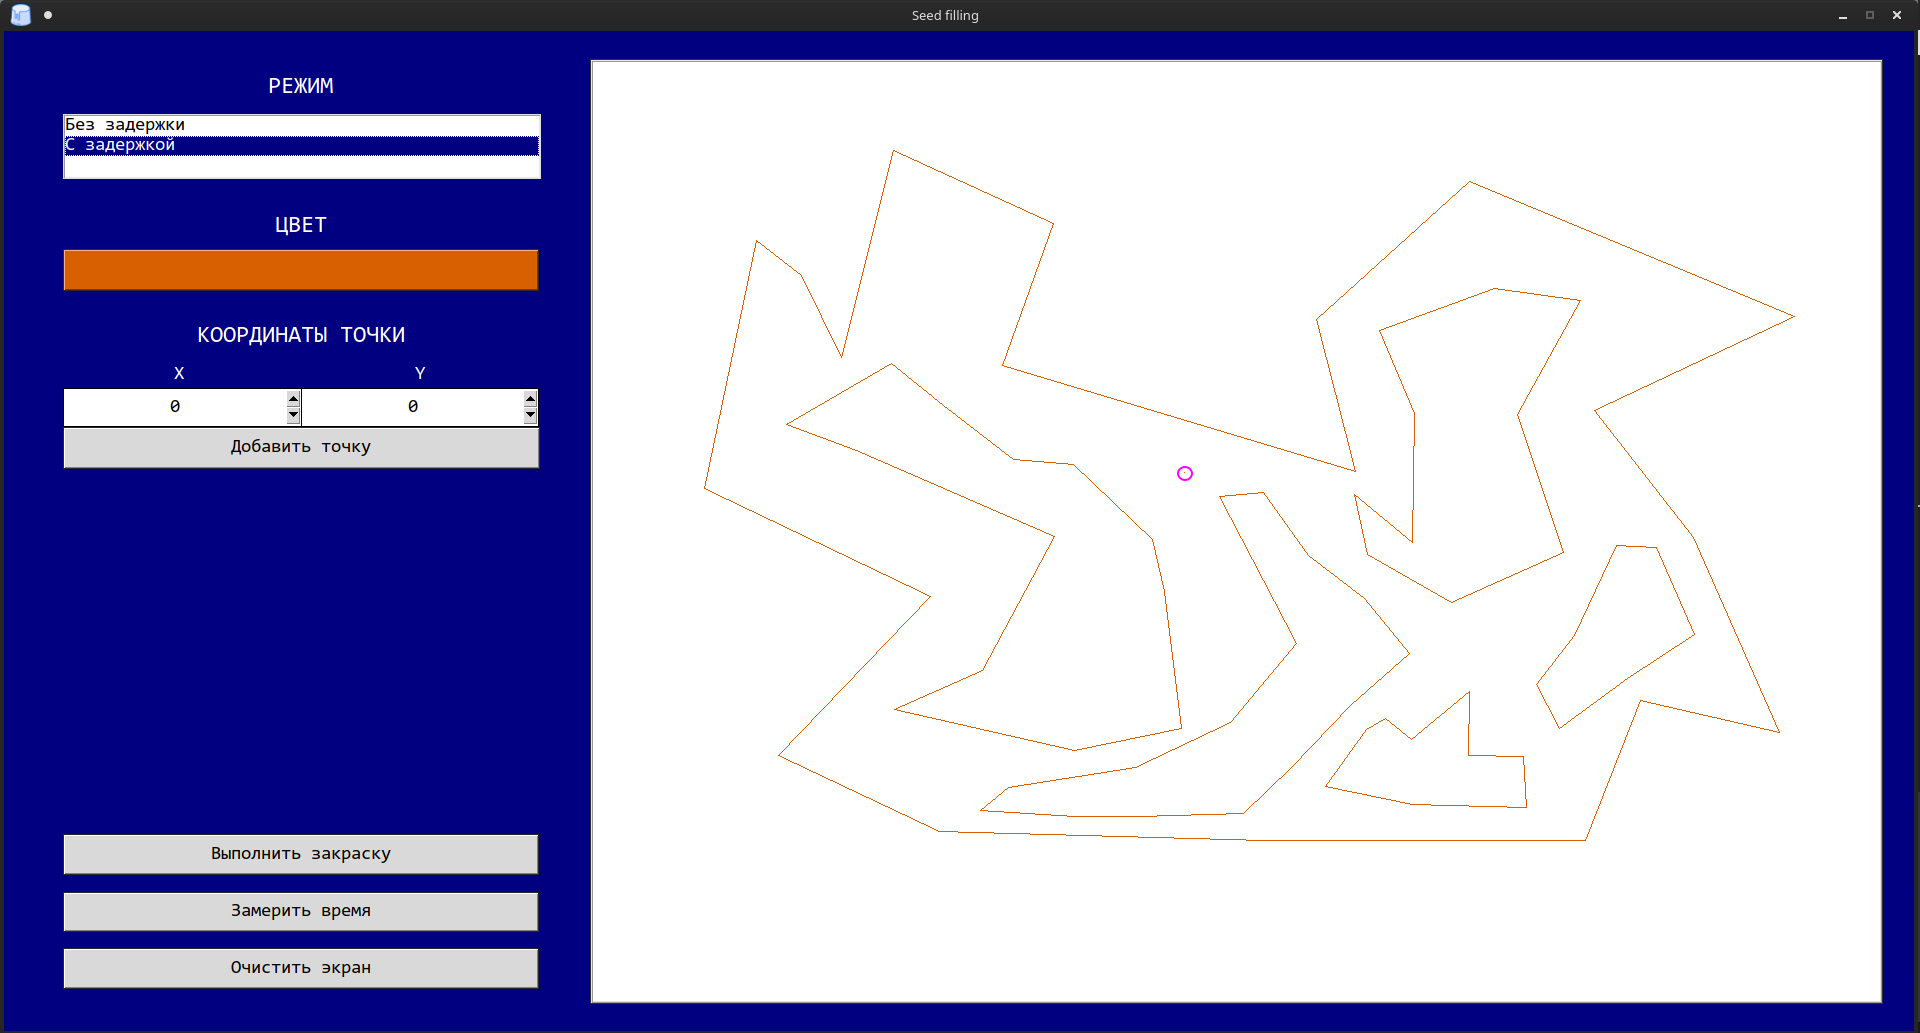 Seed filling
РЕЖИМ
Без задержки
С задержкой
ЦВЕТ
КООРДИНАТЫ ТОЧКИ
X Y
0 0
Добавить точку
Выполнить закраску
Замерить время
Очистить экран